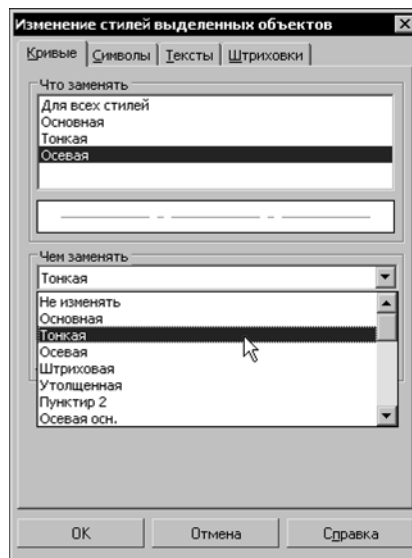 Изменение стилей выделенных объектов
Кривые Символы Тексты Штриховки
Что заменять
Для всех стилей
Основная
Тонкая
Осевая
Чем заменять
Тонкая
Не изменять
Основная
Тонкая
Осевая
Штриховая
Утолщенная
Пунктир 2
Осевая осн.
OK Отмена Справка